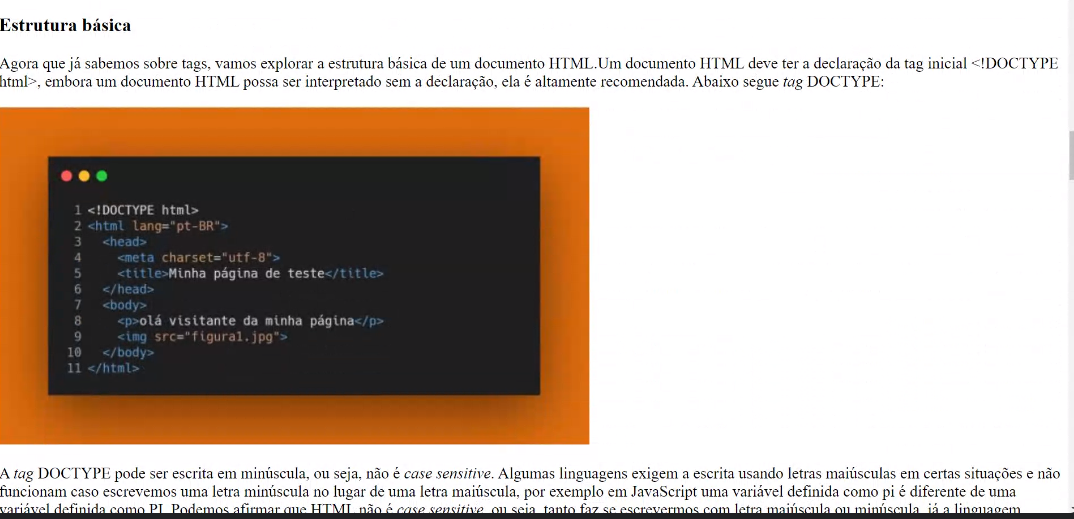 Estrutura básica
Agora que já sabemos sobre tags, vamos explorar a estrutura básica de um documento HTML.Um documento HTML deve ter a declaração da tag inicial <!DOCTYPE
html>, embora um documento HTML possa ser interpretado sem a declaração, ela é altamente recomendada. Abaixo segue tag DOCTYPE:
1 <!DOCTYPE html>
2 <html lang="pt-BR">
3 <head>
4 <meta charset="utf-8">
5 <title>Minha página de teste</title>
6 </head>
7 <body>
8 <p>olá visitante da minha página</p>
9 <img src="figura1.jpg">
10 </body>
11 </html>
A tag DOCTYPE pode ser escrita em minúscula, ou seja, não é case sensitive. Algumas linguagens exigem a escrita usando letras maiúsculas em certas situações e não
funcionam caso escrevemos uma letra minúscula no lugar de uma letra maiúscula, por exemplo em JavaScript uma variável definida como pi é diferente de uma
variável definida como PI. Podemos afirmar que HTML não é case sensitive, ou seja, tanto faz se escrevermos com letra maiúscula ou minúscula, já a linguagem